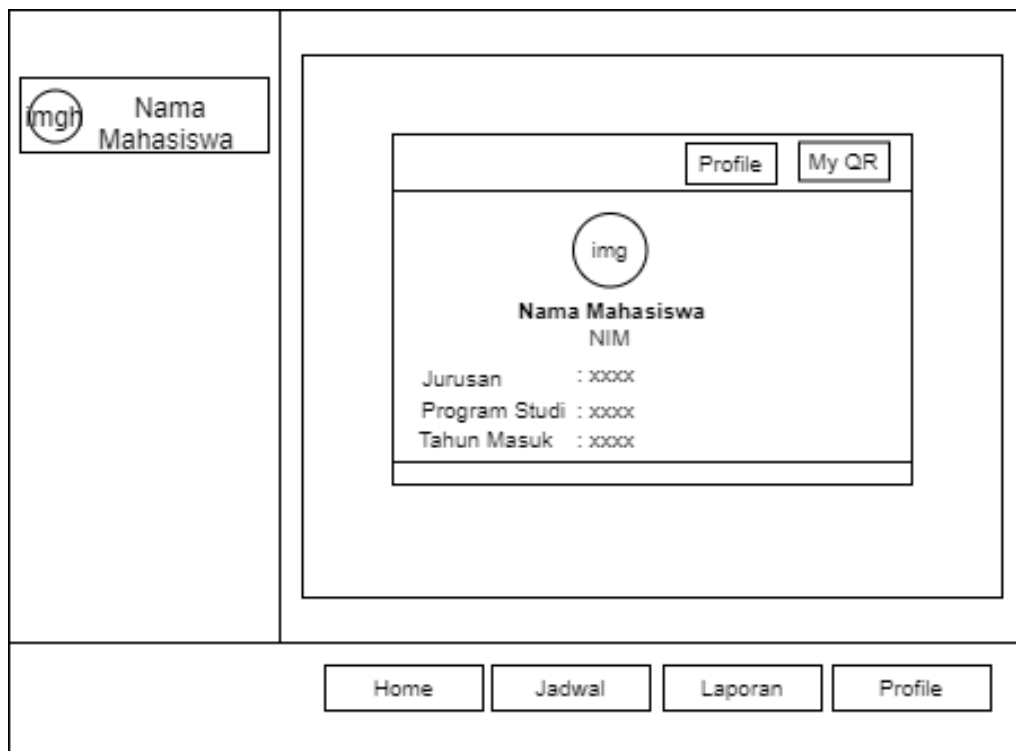 imgh
Nama
Mahasiswa
Profile
My QR
img
Nama Mahasiswa
NIM
Jurusan : xxxx
Program Studi : xxxx
Tahun Masuk : xxxx
Home
Jadwal
Laporan
Profile